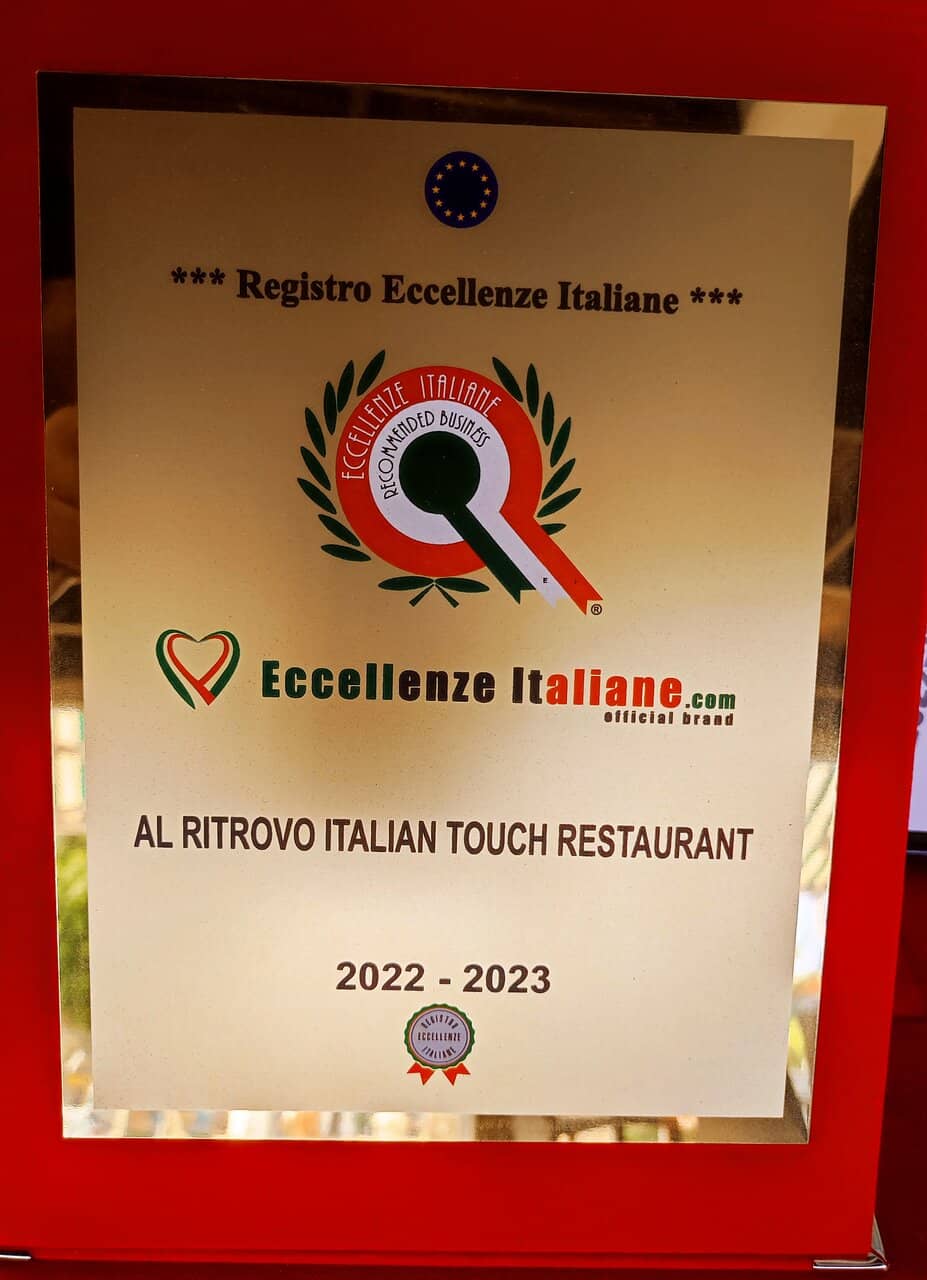 *** Registro Eccellenze Italiane ***
ECCELLENZE ITALIANE
RECOMMENDED BUSINESS
E
®
Eccellenze Italiane.com
official brand
AL RITROVO ITALIAN TOUCH RESTAURANT
2022 - 2023
REGISTRO
ECCELLENZE
ITALIANE